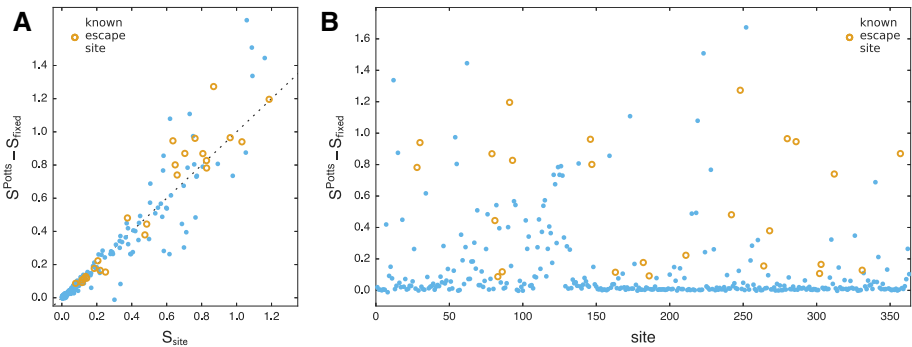 A
B
known
escape
site
known
escape
site
S^Potts − S_fixed
S^Potts − S_fixed
1.4
1.2
1.0
0.8
0.6
0.4
0.2
0.0
1.6
1.4
1.2
1.0
0.8
0.6
0.4
0.2
0.0
0.0 0.2 0.4 0.6 0.8 1.0 1.2
0 50 100 159 200 250 300 350
S_site
site